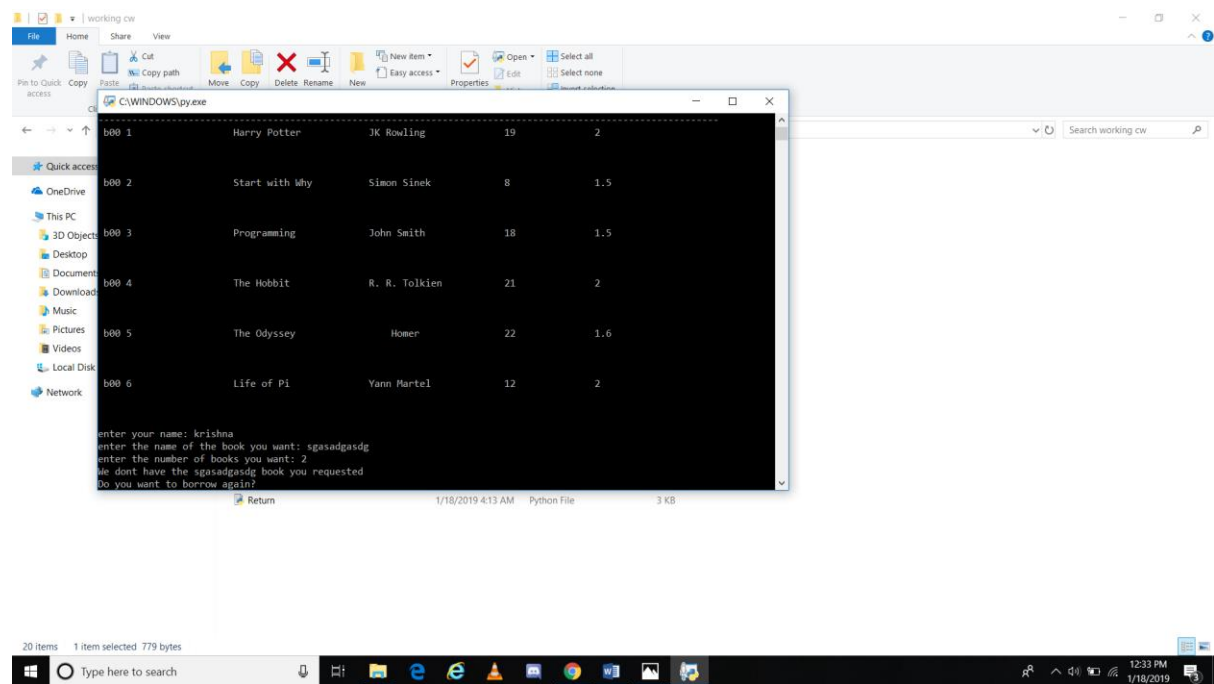 working cw
File Home Share View
Pin to Quick access
Copy
Paste
Cut
Copy path
Move
Copy
Delete
Rename
New
New item
Easy access
Properties
Open
Edit
Select all
Select none
C:\WINDOWS\py.exe
Search working cw
Quick access
OneDrive
This PC
3D Objects
Desktop
Document
Download
Music
Pictures
Videos
Local Disk
Network
b00 1 Harry Potter JK Rowling 19 2
b00 2 Start with Why Simon Sinek 8 1.5
b00 3 Programming John Smith 18 1.5
b00 4 The Hobbit R. R. Tolkien 21 2
b00 5 The Odyssey Homer 22 1.6
b00 6 Life of Pi Yann Martel 12 2
enter your name: krishna
enter the name of the book you want: sgasadgasdg
enter the number of books you want: 2
We dont have the sgasadgasdg book you requested
Do you want to borrow again?
Return 1/18/2019 4:13 AM Python File 3 KB
20 items 1 item selected 779 bytes
Type here to search
12:33 PM
1/18/2019